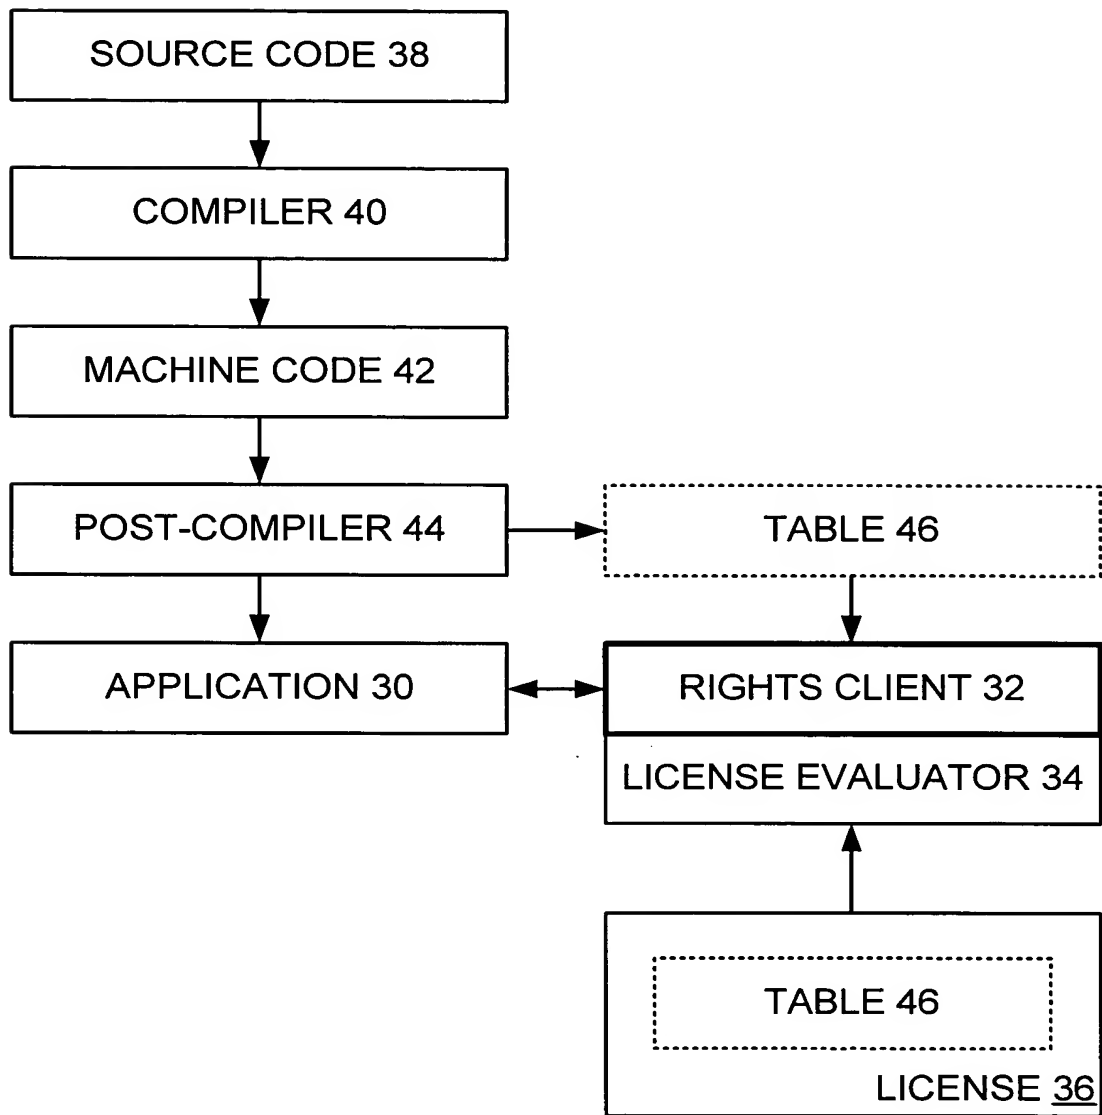 SOURCE CODE 38
COMPILER 40
MACHINE CODE 42
POST-COMPILER 44
TABLE 46
APPLICATION 30
RIGHTS CLIENT 32
LICENSE EVALUATOR 34
TABLE 46
LICENSE 36